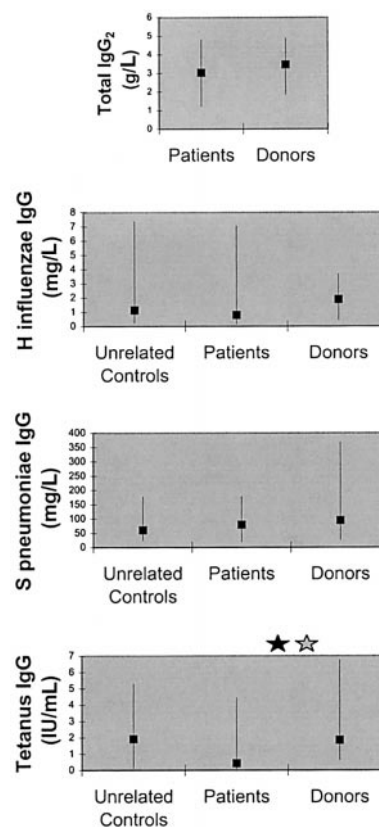 Total IgG₂
(g/L)
6
5
4
3
2
1
0
Patients Donors
H influenzae IgG
(mg/L)
8
7
6
5
4
3
2
1
0
Unrelated Controls Patients Donors
S pneumoniae IgG
(mg/L)
400
350
300
250
200
150
100
50
0
Unrelated Controls Patients Donors
Tetanus IgG
(IU/mL)
7
6
5
4
3
2
1
0
Unrelated Controls Patients Donors